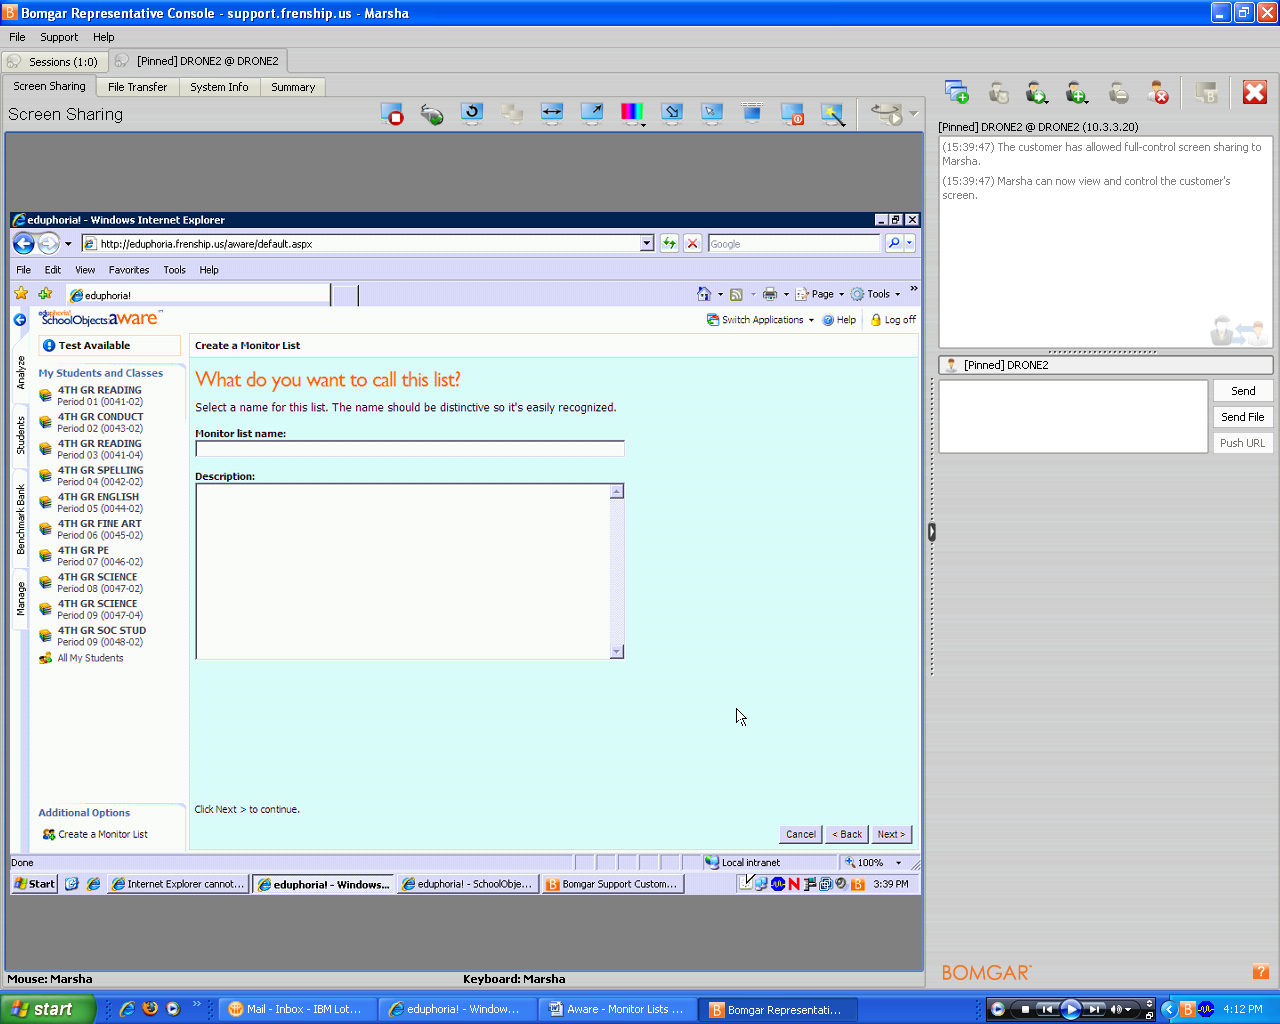 Bomgar Representative Console - support.frenship.us - Marsha
File Support Help
Sessions (1:0)
[Pinned] DRONE2 @ DRONE2
Screen Sharing
File Transfer
System Info
Summary
Screen Sharing
[Pinned] DRONE2 @ DRONE2 (10.3.3.20)
(15:39:47) The customer has allowed full-control screen sharing to
Marsha.
(15:39:47) Marsha can now view and control the customer's
screen.
eduphoria! - Windows Internet Explorer
http://eduphoria.frenship.us/aware/default.aspx
Google
File Edit View Favorites Tools Help
eduphoria!
Page
Tools
eduphoria!
SchoolObjects:aware
Switch Applications
Help
Log off
Analyze
Students
Benchmark Bank
Manage
Test Available
My Students and Classes
4TH GR READING
Period 01 (0041-02)
4TH GR CONDUCT
Period 02 (0043-02)
4TH GR READING
Period 03 (0041-04)
4TH GR SPELLING
Period 04 (0042-02)
4TH GR ENGLISH
Period 05 (0044-02)
4TH GR FINE ART
Period 06 (0045-02)
4TH GR PE
Period 07 (0046-02)
4TH GR SCIENCE
Period 08 (0047-02)
4TH GR SCIENCE
Period 09 (0047-04)
4TH GR SOC STUD
Period 09 (0048-02)
All My Students
Additional Options
Create a Monitor List
Create a Monitor List
What do you want to call this list?
Select a name for this list. The name should be distinctive so it's easily recognized.
Monitor list name:
Description:
Click Next > to continue.
Cancel
< Back
Next >
Done
Local intranet
100%
Start
Internet Explorer cannot...
eduphoria! - Windows...
eduphoria! - SchoolObje...
Bomgar Support Custom...
3:39 PM
[Pinned] DRONE2
Send
Send File
Push URL
BOMGAR
Mouse: Marsha
Keyboard: Marsha
start
Mail - Inbox - IBM Lot...
eduphoria! - Window...
Aware - Monitor Lists ...
Bomgar Representati...
4:12 PM